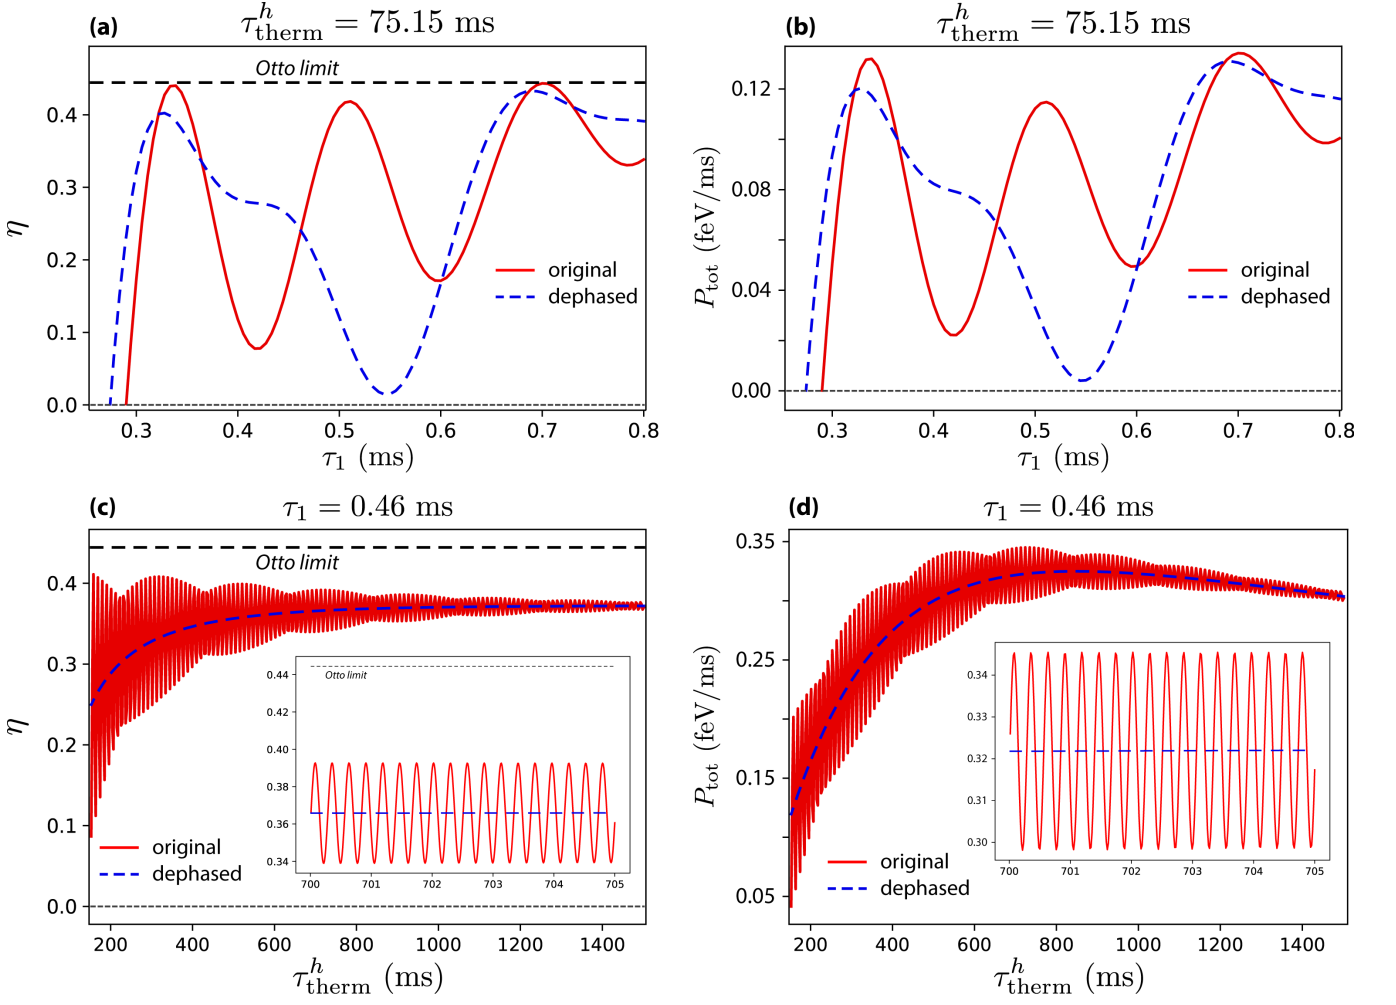 (a) τ^h_therm = 75.15 ms
Otto limit
0.4
0.3
0.2
0.1
0.0
η
original
dephased
0.3 0.4 0.5 0.6 0.7 0.8
τ₁ (ms)
(b) τ^h_therm = 75.15 ms
0.12
0.08
0.04
0.00
P_tot (feV/ms)
original
dephased
0.3 0.4 0.5 0.6 0.7 0.8
τ₁ (ms)
(c) τ₁ = 0.46 ms
Otto limit
0.4
0.3
0.2
0.1
0.0
η
0.44
0.42
0.40
0.38
0.36
0.34
Otto limit
700 701 702 703 704 705
original
dephased
200 400 600 800 1000 1200 1400
τ^h_therm (ms)
(d) τ₁ = 0.46 ms
0.35
0.25
0.15
0.05
P_tot (feV/ms)
0.34
0.33
0.32
0.31
0.30
700 701 702 703 704 705
original
dephased
200 400 600 800 1000 1200 1400
τ^h_therm (ms)